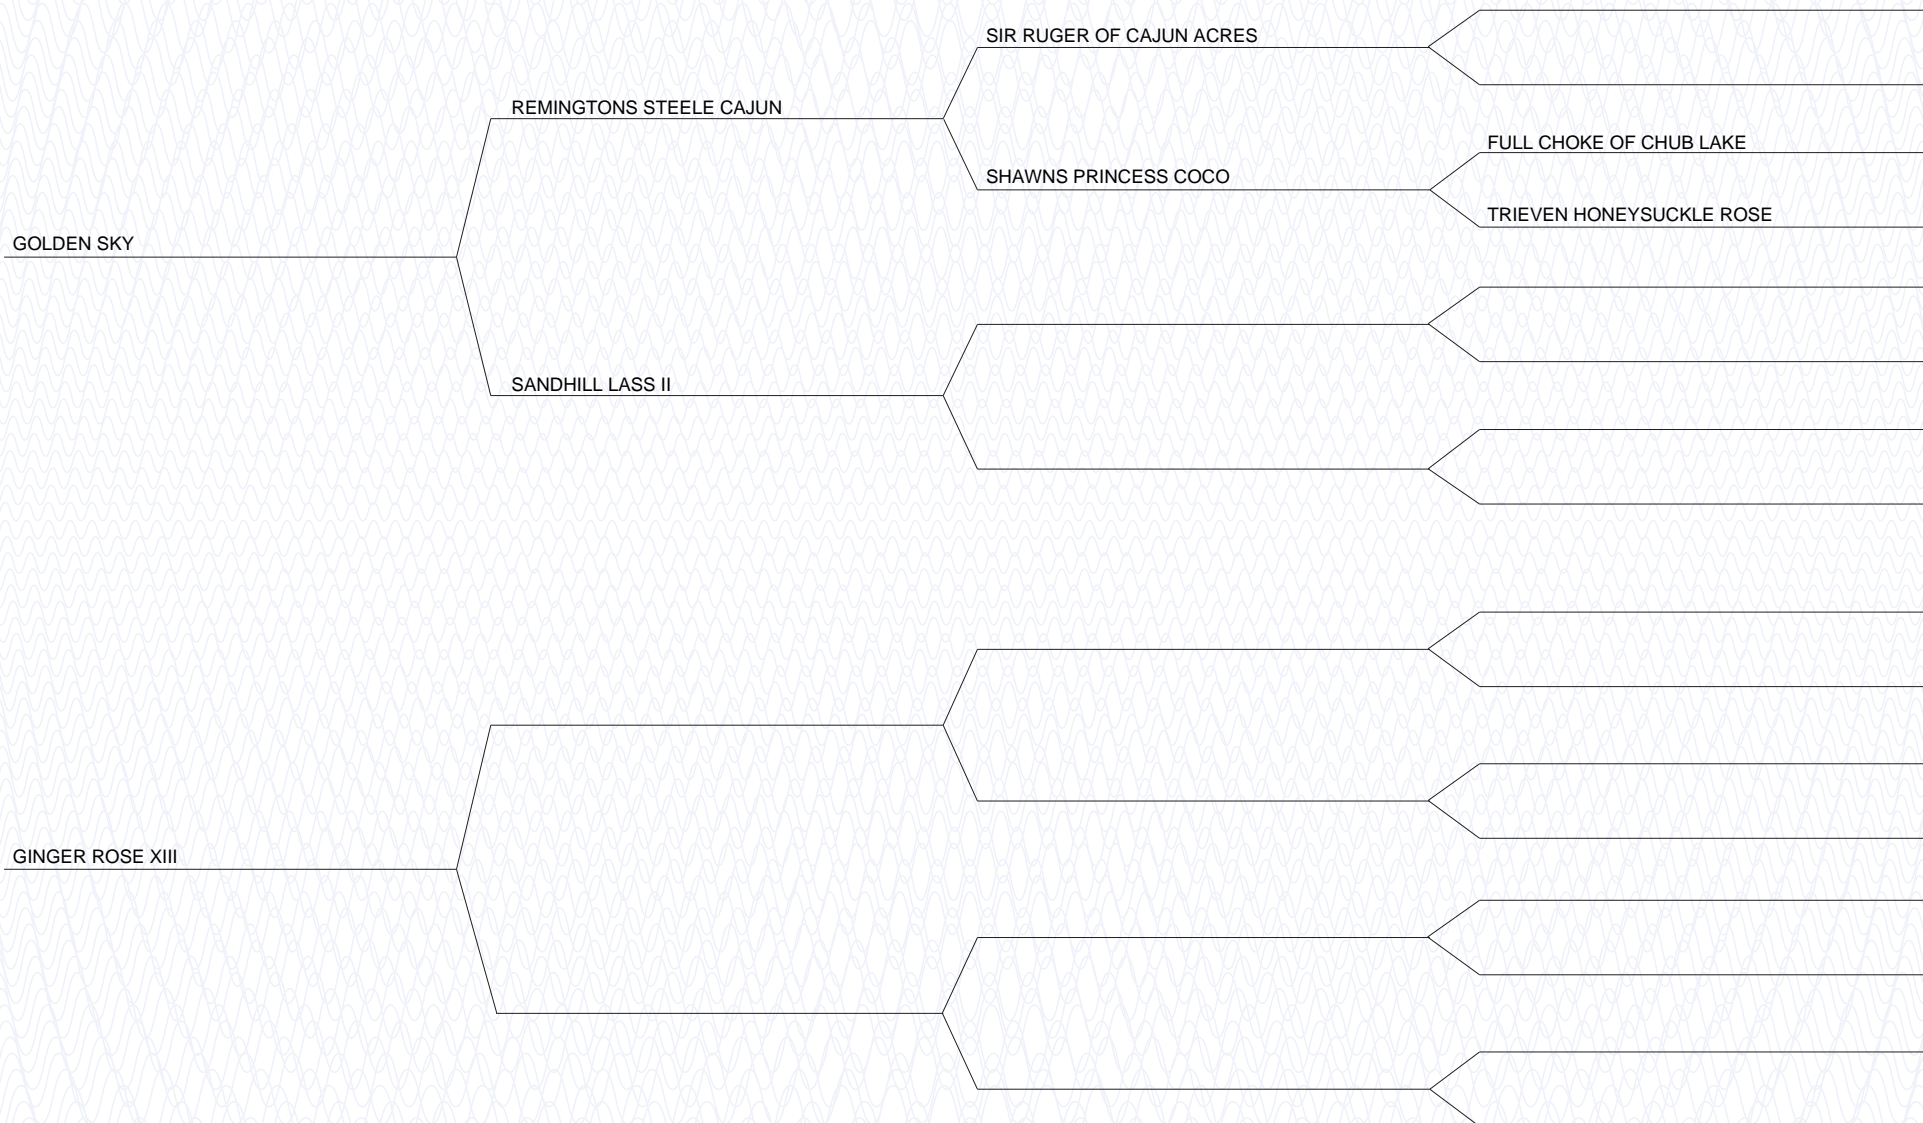 SIR RUGER OF CAJUN ACRES
REMINGTONS STEELE CAJUN
FULL CHOKE OF CHUB LAKE
SHAWNS PRINCESS COCO
TRIEVEN HONEYSUCKLE ROSE
GOLDEN SKY
SANDHILL LASS II
GINGER ROSE XIII